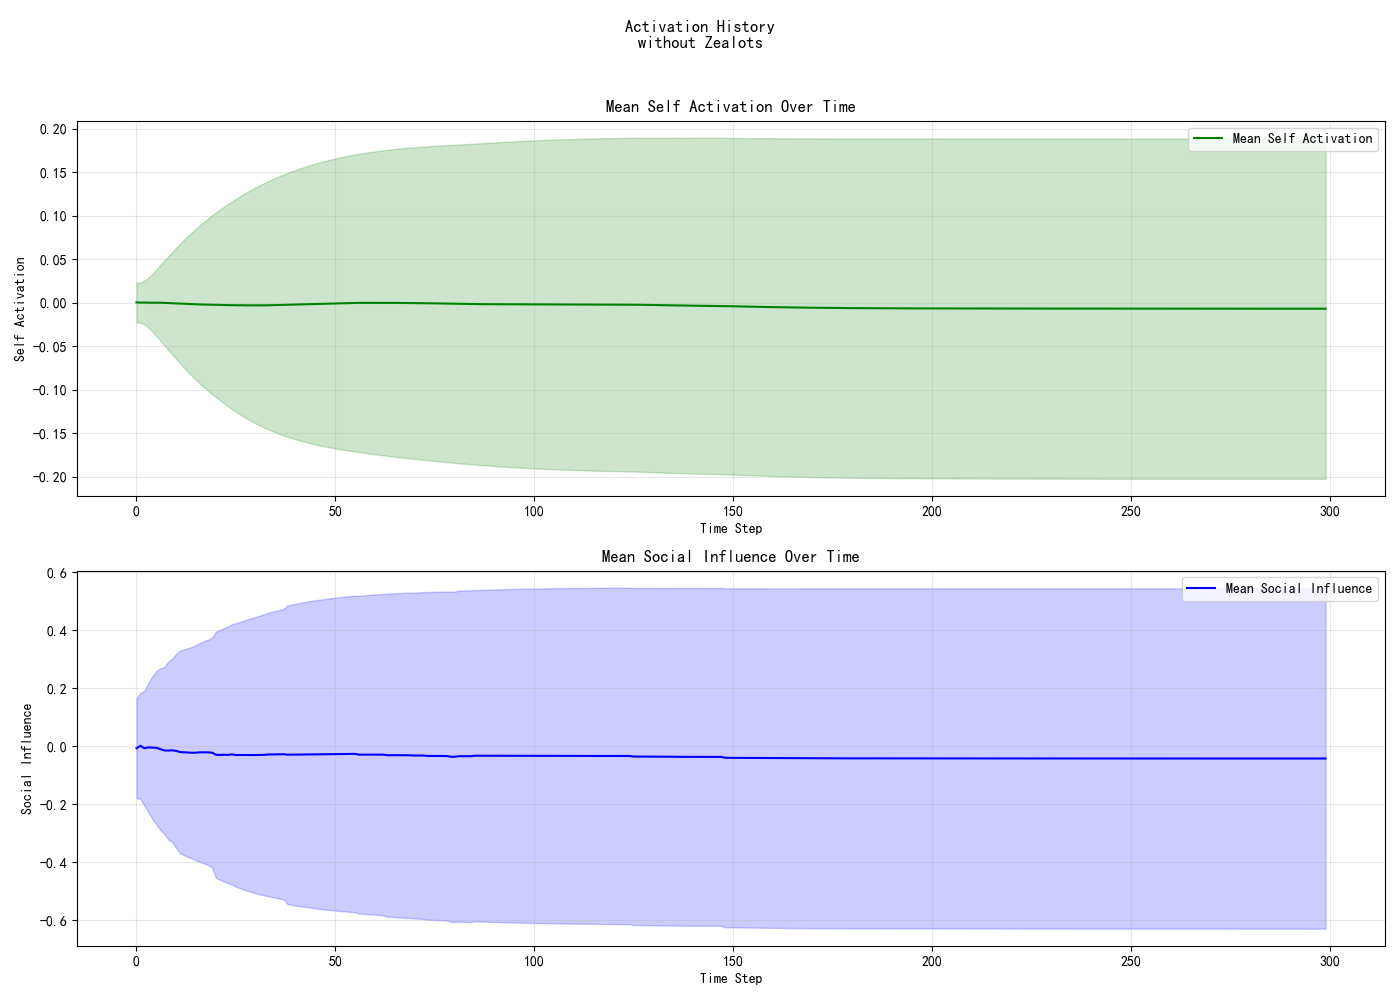 Activation History
without Zealots
Mean Self Activation Over Time
Mean Self Activation
Self Activation
0.20
0.15
0.10
0.05
0.00
−0.05
−0.10
−0.15
−0.20
0 50 100 150 200 250 300
Time Step
Mean Social Influence Over Time
Mean Social Influence
Social Influence
0.6
0.4
0.2
0.0
−0.2
−0.4
−0.6
0 50 100 150 200 250 300
Time Step